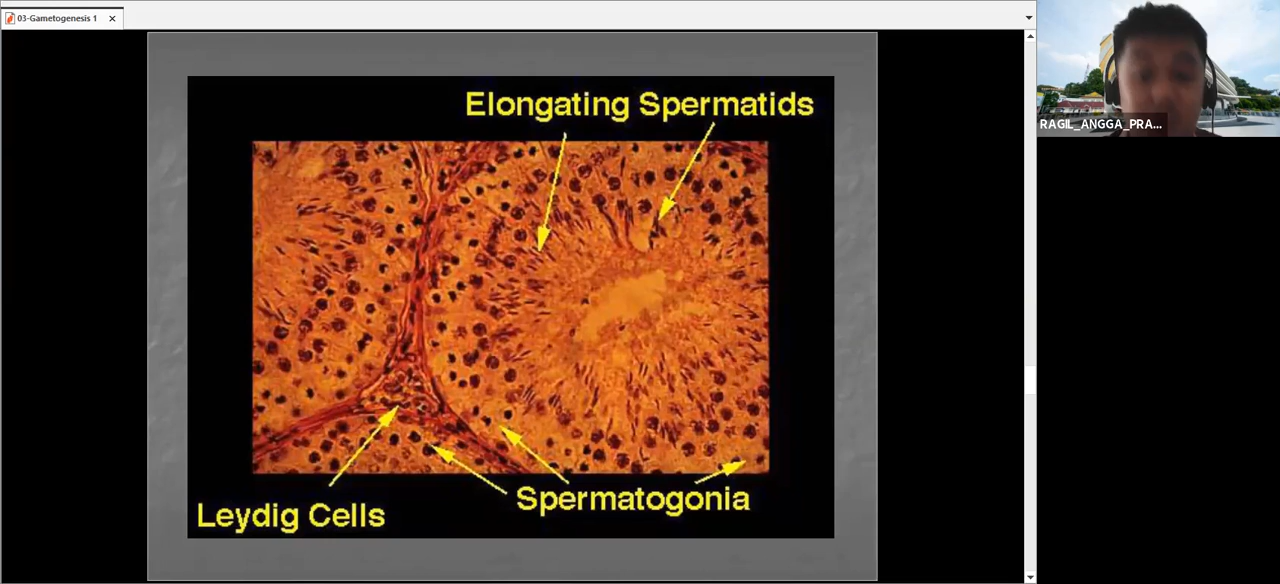 03-Gametogenesis 1
Elongating Spermatids
RAGIL_ANGGA_PRA...
Leydig Cells
Spermatogonia